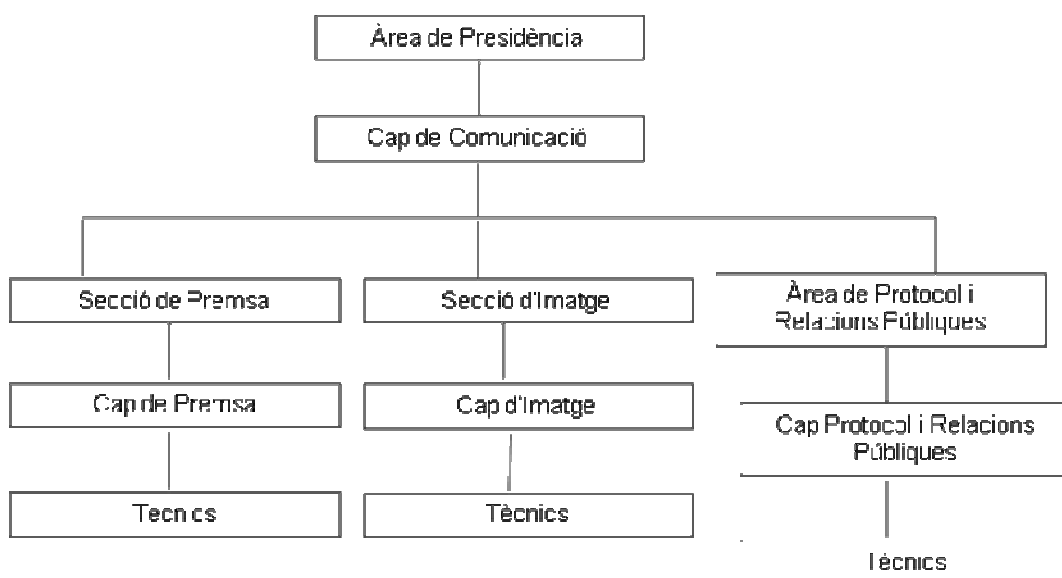 Àrea de Presidència
Cap de Comunicació
Secció de Premsa
Secció d'Imatge
Àrea de Protocol i
Relacions Públiques
Cap de Premsa
Cap d'Imatge
Cap Protocol i Relacions
Públiques
Tècnics
Tècnics
Tècnics